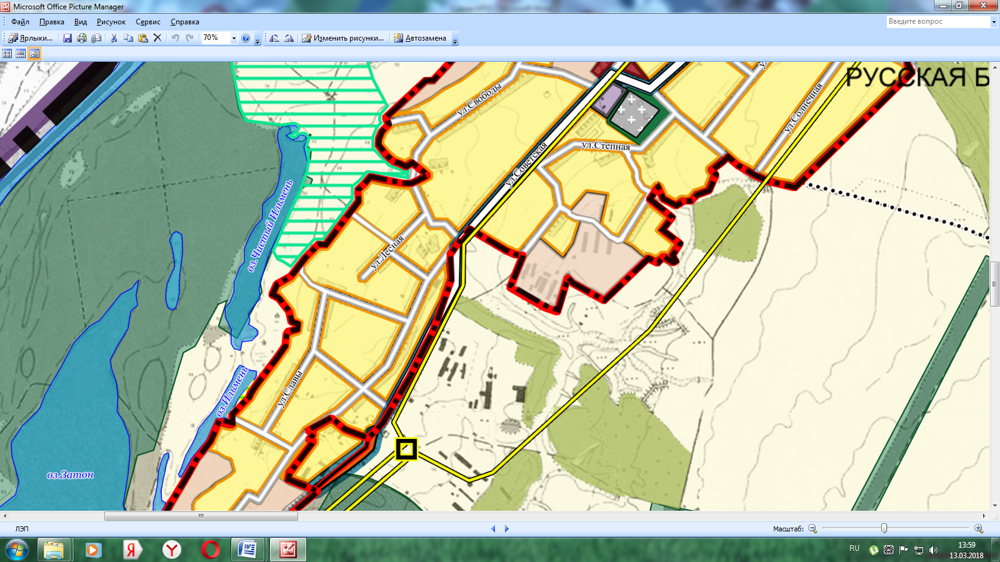 Microsoft Office Picture Manager
Файл Правка Вид Рисунок Сервис Справка
Введите вопрос
Ярлыки... 70% Изменить рисунки... Автозамена
РУССКАЯ Б
ул.Свободы
ул.Солнечная
ул.Степная
ул.Советская
оз. Чистый Ильмень
ул.Лесная
ул.Славы
оз.Ильмень
оз.Затон
ЛЭП
Масштаб:
RU
13:59
13.03.2018